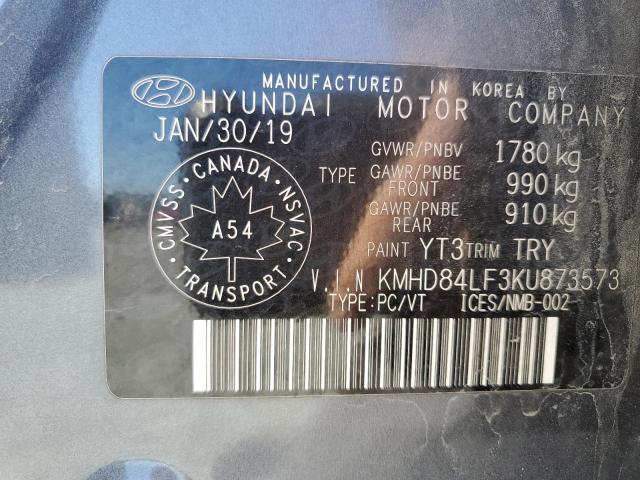 MANUFACTURED IN KOREA BY
HYUNDAI MOTOR COMPANY
JAN/30/19
GVWR/PNBV 1780 kg
TYPE GAWR/PNBE FRONT 990 kg
GAWR/PNBE REAR 910 kg
PAINT YT3 TRIM TRY
CANADA
CMVSS
NSVAC
A54
TRANSPORT
V.I.N KMHD84LF3KU873573
TYPE:PC/VT ICES/NMB-002